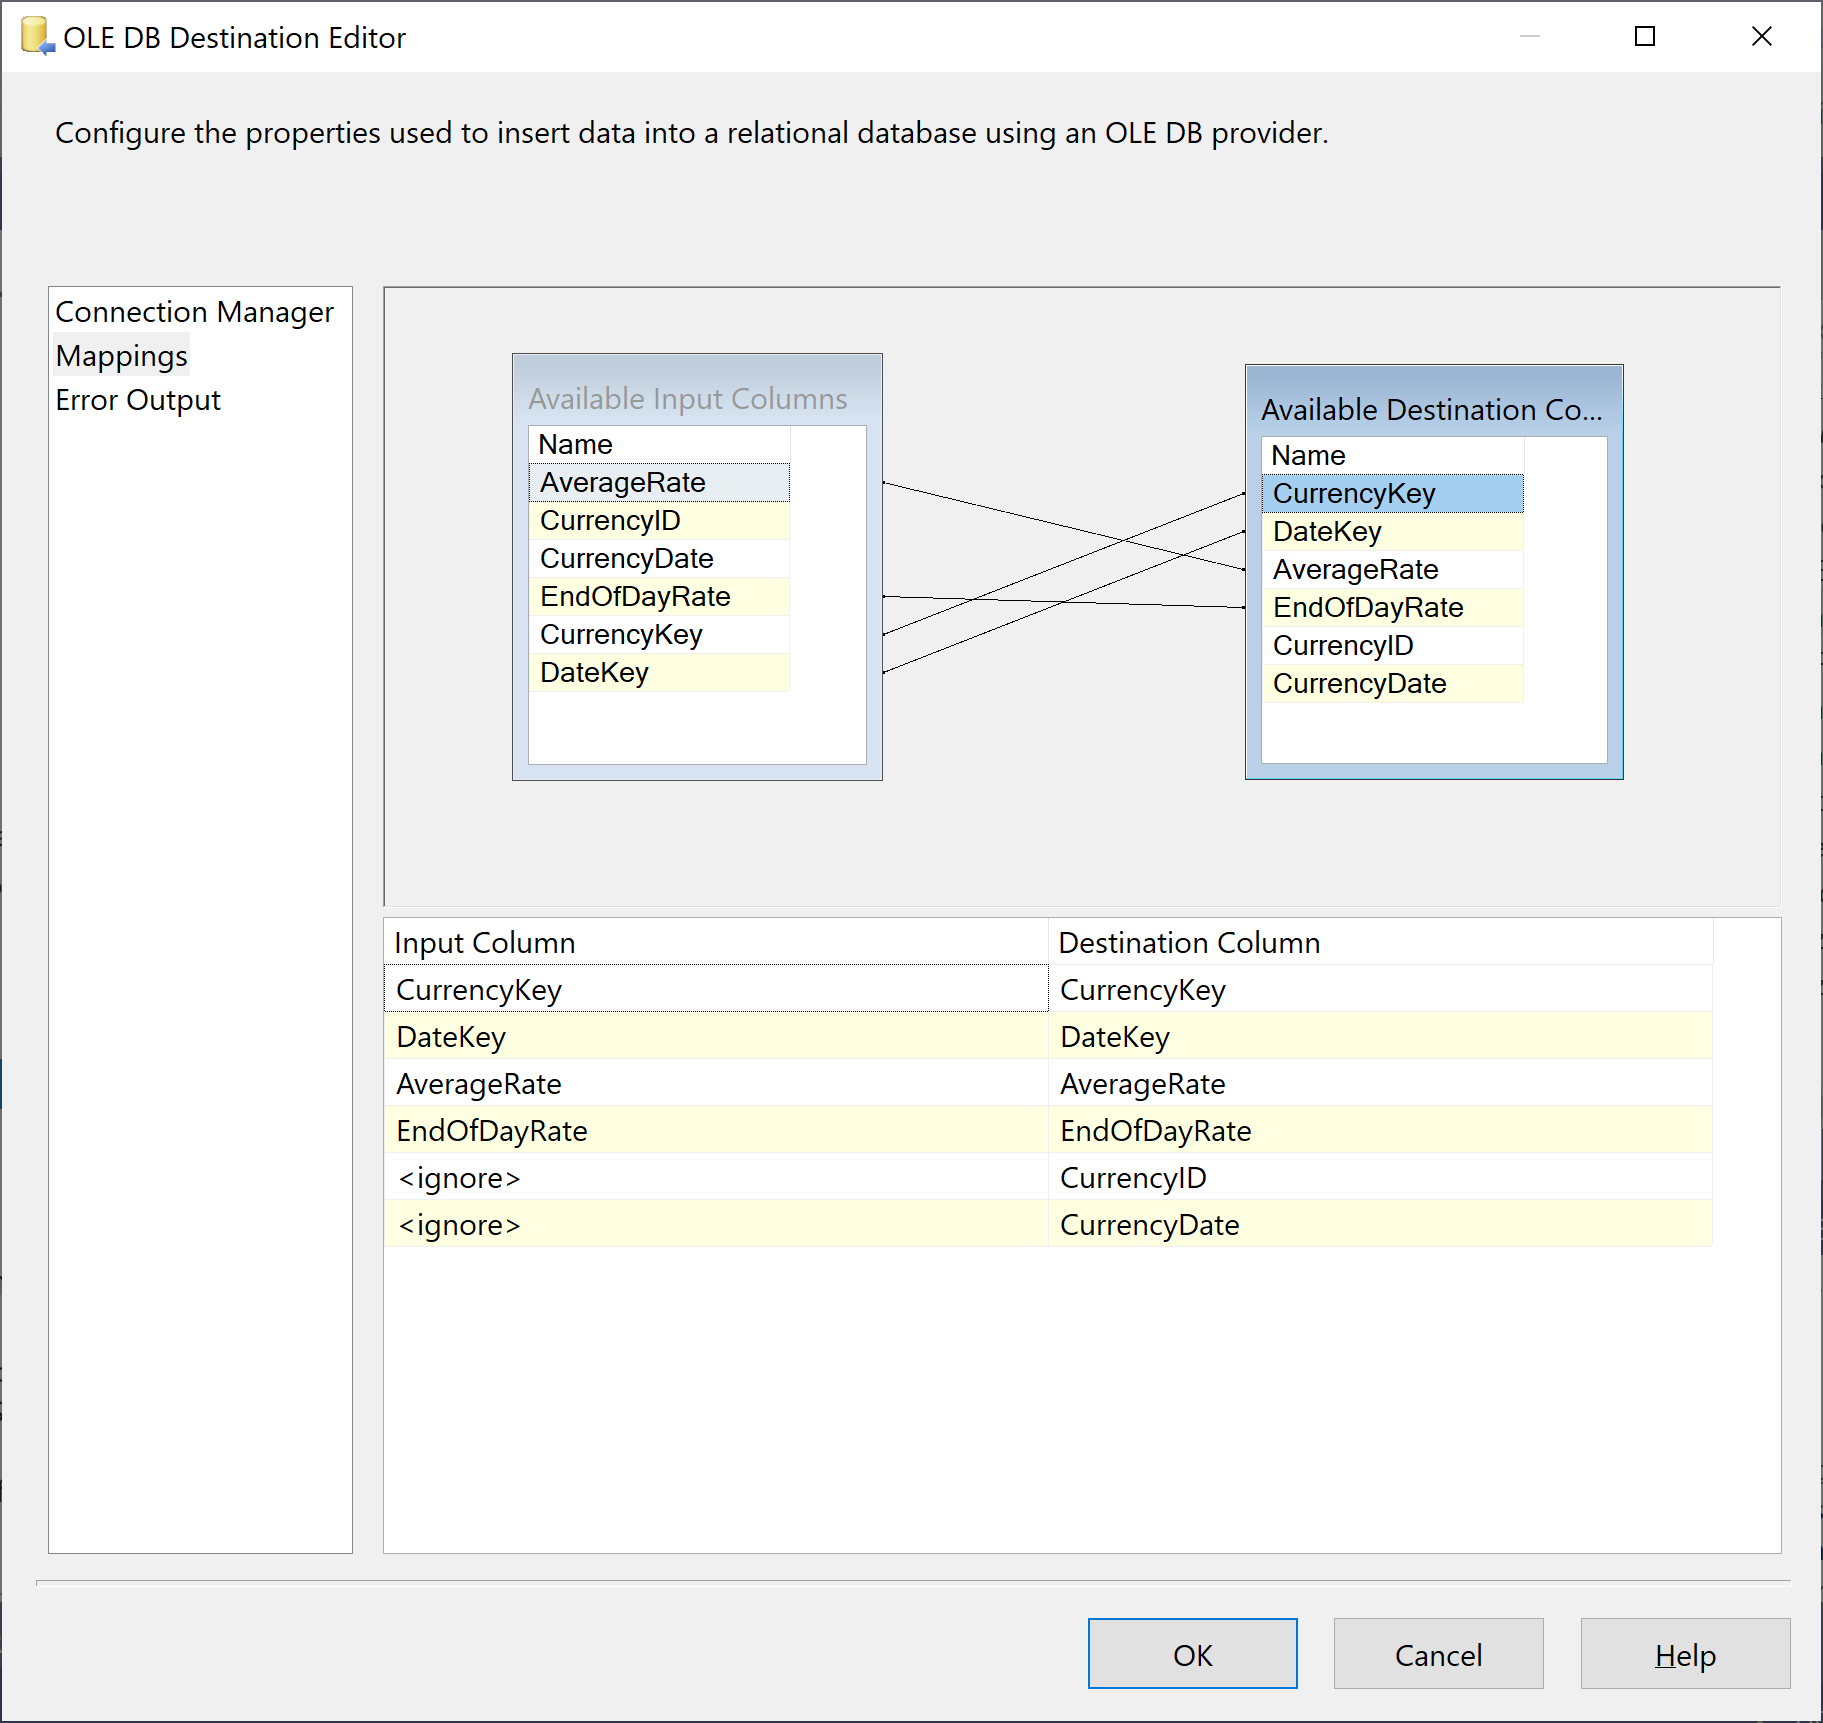 OLE DB Destination Editor
Configure the properties used to insert data into a relational database using an OLE DB provider.
Connection Manager
Mappings
Error Output
Available Input Columns
Name
AverageRate
CurrencyID
CurrencyDate
EndOfDayRate
CurrencyKey
DateKey
Available Destination Co...
Name
CurrencyKey
DateKey
AverageRate
EndOfDayRate
CurrencyID
CurrencyDate
Input Column Destination Column
CurrencyKey CurrencyKey
DateKey DateKey
AverageRate AverageRate
EndOfDayRate EndOfDayRate
<ignore> CurrencyID
<ignore> CurrencyDate
OK Cancel Help